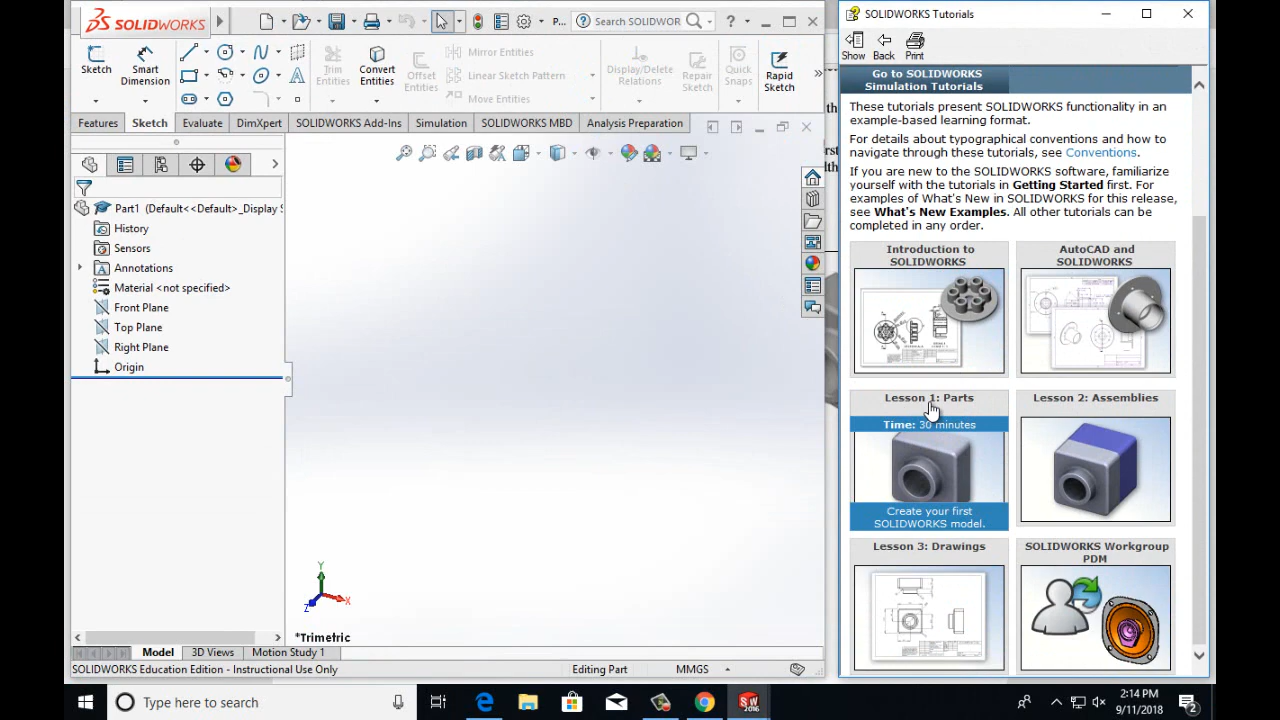 SOLIDWORKS
P...
Search SOLIDWOR
?
Sketch
Smart
Dimension
Trim
Entities
Convert
Entities
Offset
Entities
Mirror Entities
Linear Sketch Pattern
Move Entities
Display/Delete
Relations
Repair
Sketch
Quick
Snaps
Rapid
Sketch
Features
Sketch
Evaluate
DimXpert
SOLIDWORKS Add-Ins
Simulation
SOLIDWORKS MBD
Analysis Preparation
Part1 (Default<<Default>_Display S
History
Sensors
Annotations
Material <not specified>
Front Plane
Top Plane
Right Plane
Origin
Y
X
Z
*Trimetric
Model
3D Views
Motion Study 1
SOLIDWORKS Education Edition - Instructional Use Only
Editing Part
MMGS
SOLIDWORKS Tutorials
Show
Back
Print
Go to SOLIDWORKS
Simulation Tutorials
These tutorials present SOLIDWORKS functionality in an
example-based learning format.
For details about typographical conventions and how to
navigate through these tutorials, see Conventions.
If you are new to the SOLIDWORKS software, familiarize
yourself with the tutorials in Getting Started first. For
examples of What's New in SOLIDWORKS for this release,
see What's New Examples. All other tutorials can be
completed in any order.
Introduction to
SOLIDWORKS
AutoCAD and
SOLIDWORKS
Lesson 1: Parts
Time: 30 minutes
Create your first
SOLIDWORKS model.
Lesson 2: Assemblies
Lesson 3: Drawings
SOLIDWORKS Workgroup
PDM
Type here to search
SW
2016
2:14 PM
9/11/2018
2